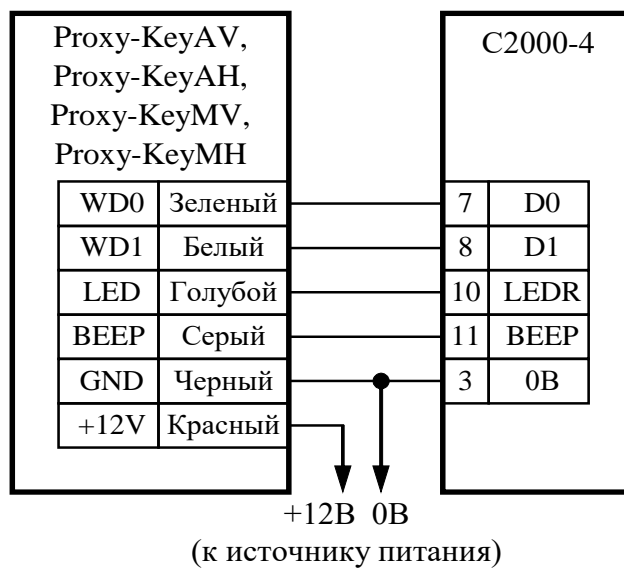 Proxy-KeyAV,
Proxy-KeyAH,
Proxy-KeyMV,
Proxy-KeyMH
C2000-4
WD0 Зеленый 7 D0
WD1 Белый 8 D1
LED Голубой 10 LEDR
BEEP Серый 11 BEEP
GND Черный 3 0В
+12V Красный
+12В 0В
(к источнику питания)